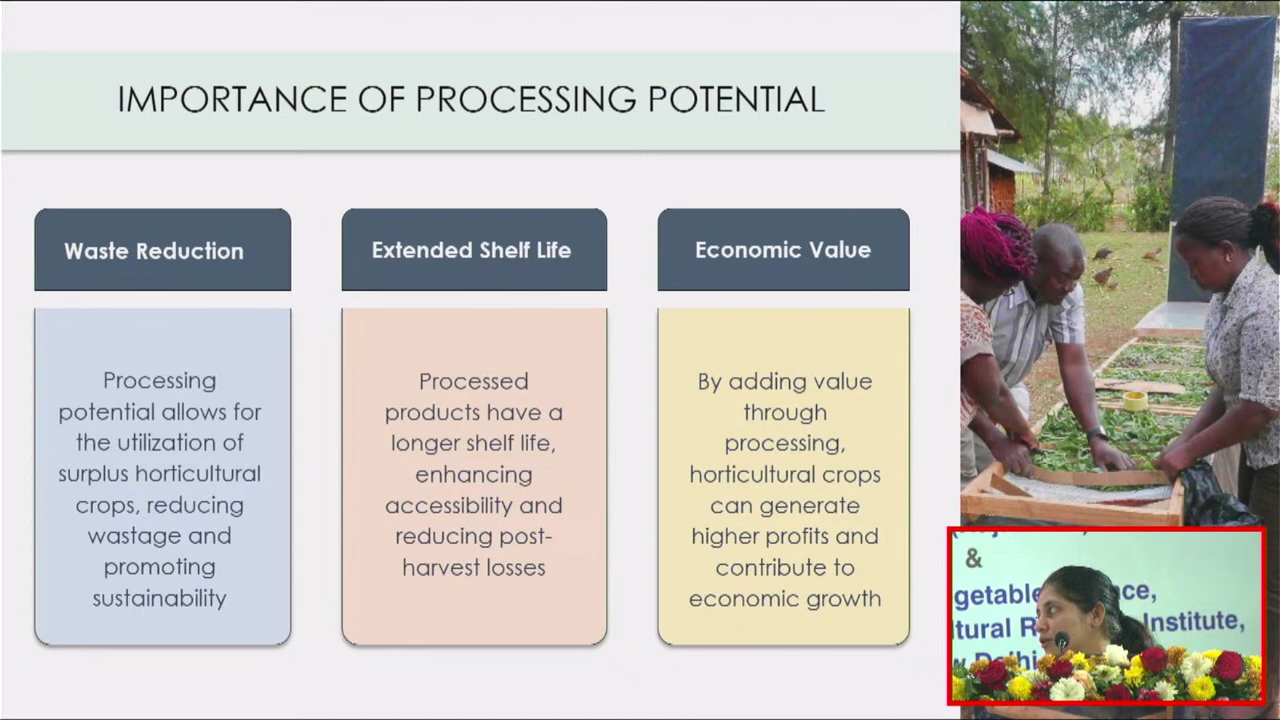 IMPORTANCE OF PROCESSING POTENTIAL
Waste Reduction
Processing
potential allows for
the utilization of
surplus horticultural
crops, reducing
wastage and
promoting
sustainability
Extended Shelf Life
Processed
products have a
longer shelf life,
enhancing
accessibility and
reducing post-
harvest losses
Economic Value
By adding value
through
processing,
horticultural crops
can generate
higher profits and
contribute to
economic growth
&
Institute,